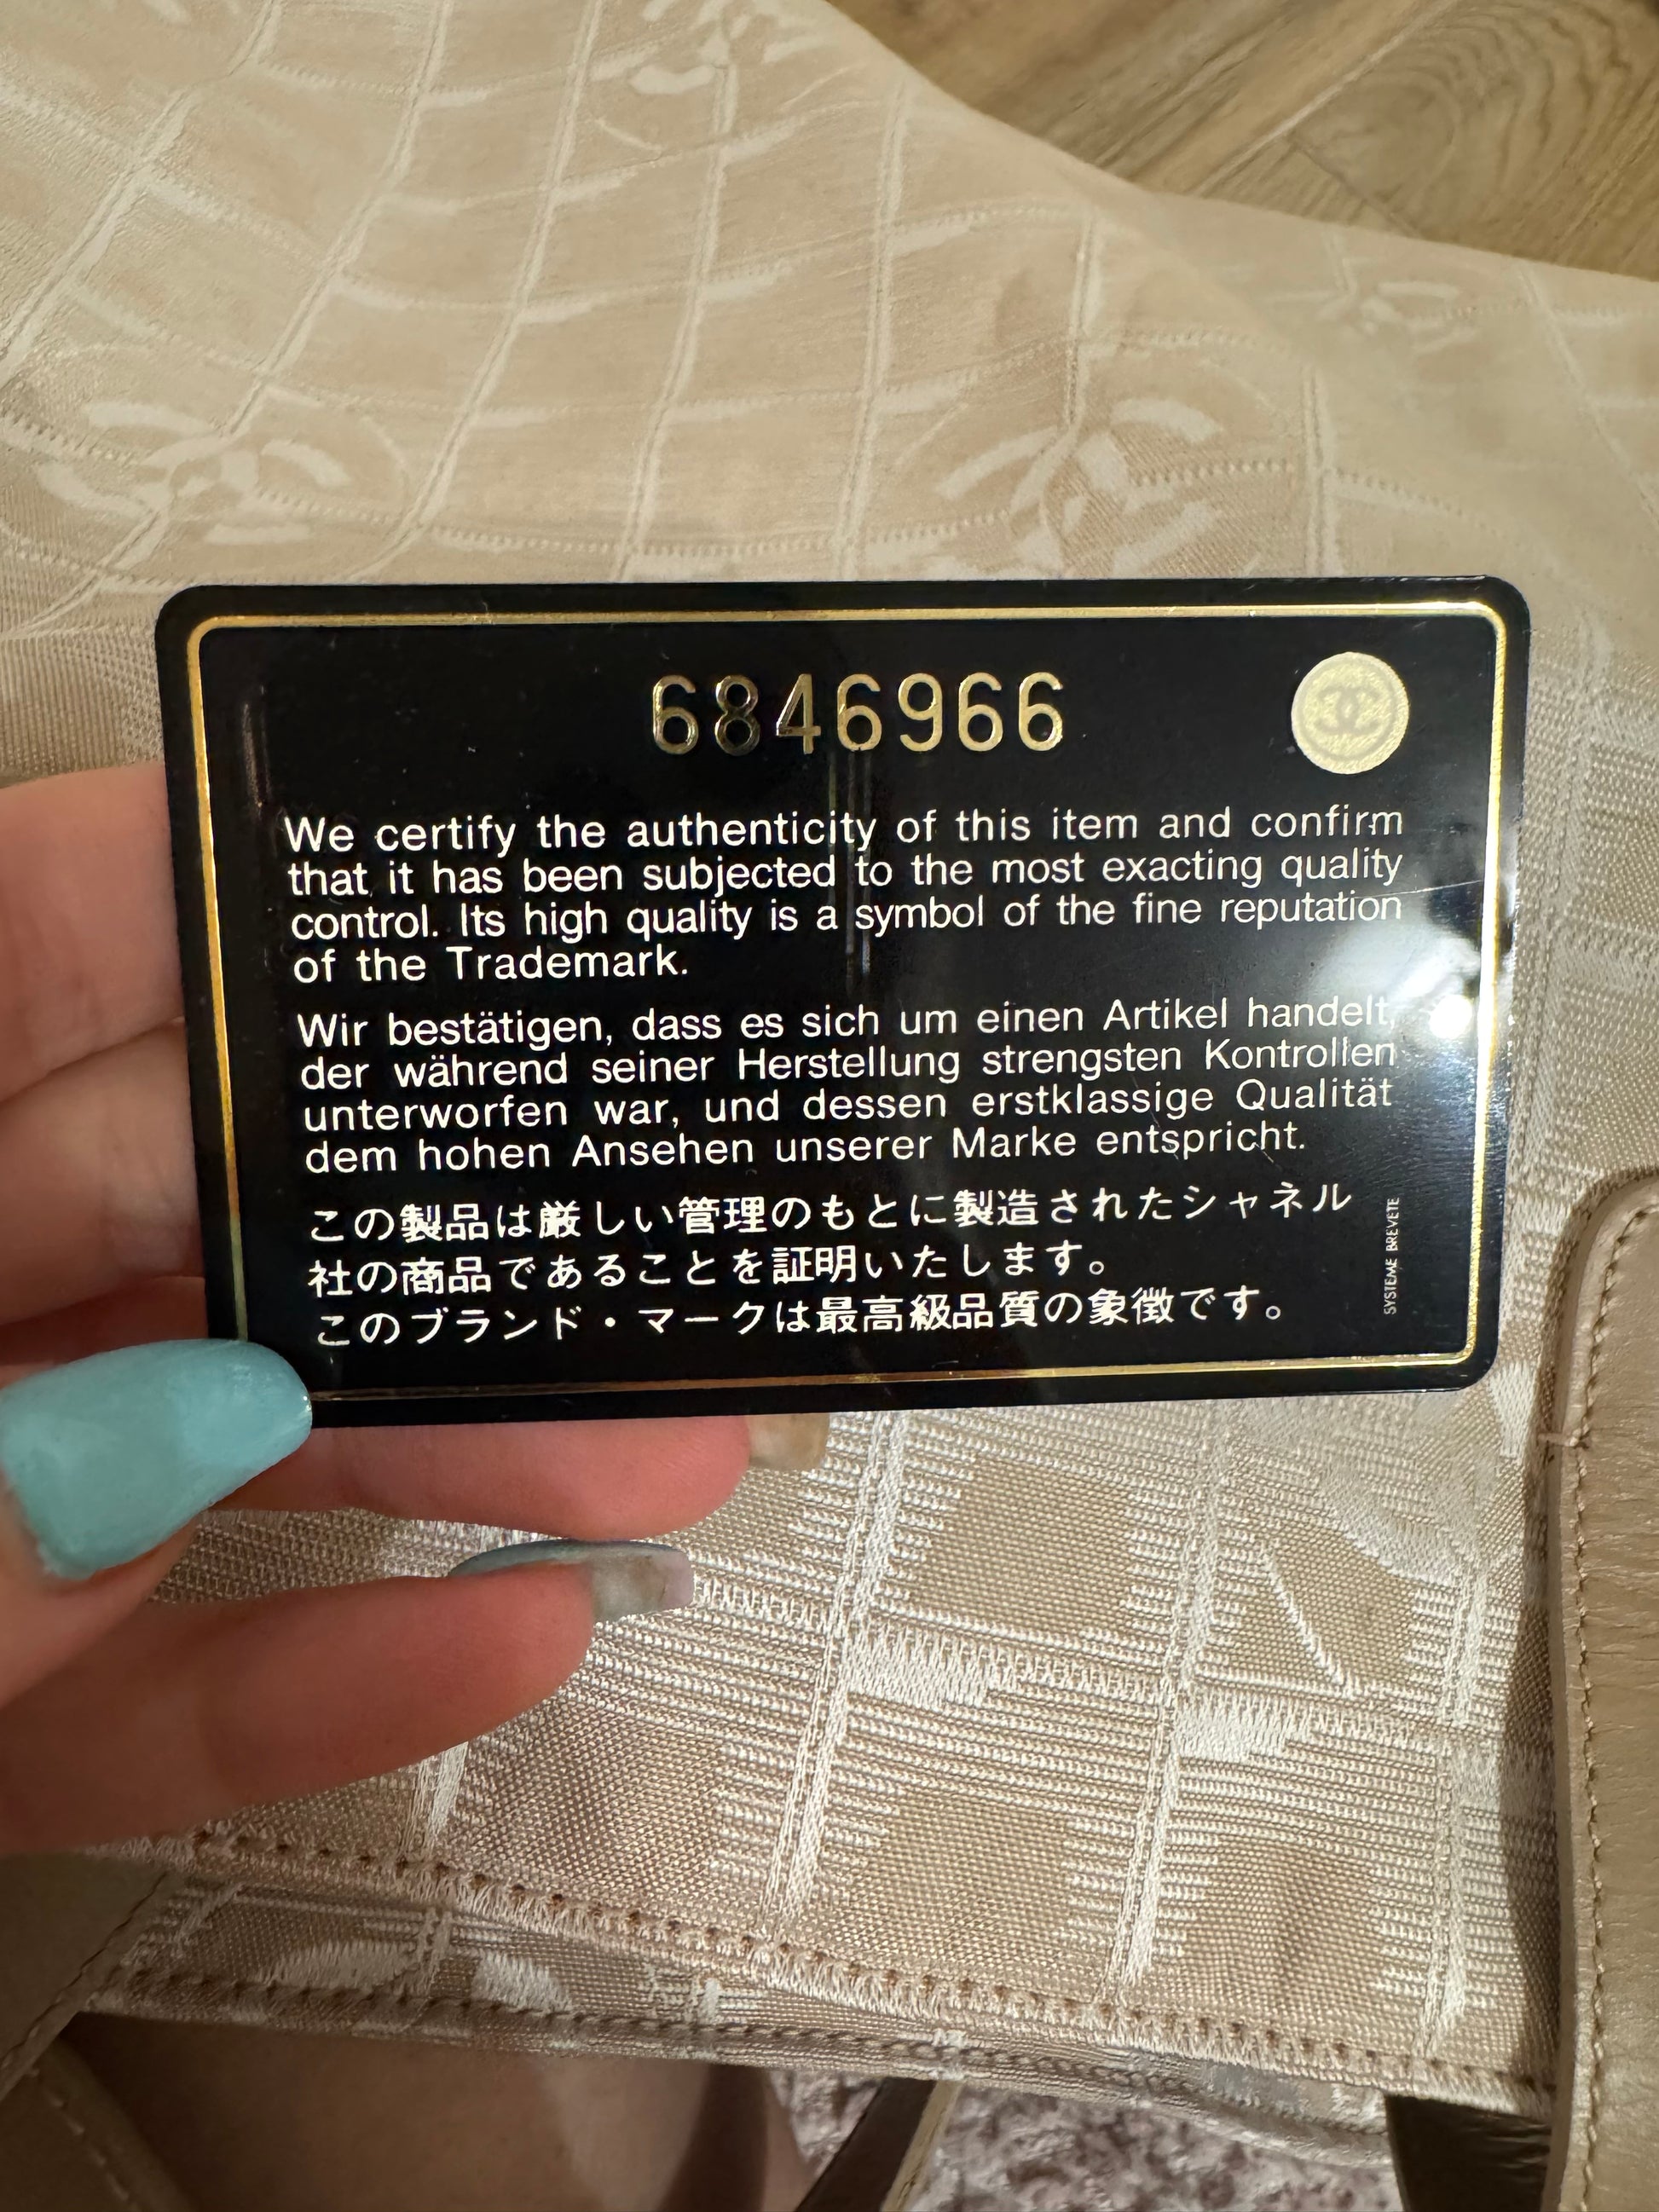 6846966
We certify the authenticity of this item and confirm
that it has been subjected to the most exacting quality
control. Its high quality is a symbol of the fine reputation
of the Trademark.
Wir bestätigen, dass es sich um einen Artikel handelt,
der während seiner Herstellung strengsten Kontrollen
unterworfen war, und dessen erstklassige Qualität
dem hohen Ansehen unserer Marke entspricht.
この製品は厳しい管理のもとに製造されたシャネル
社の商品であることを証明いたします。
このブランド・マークは最高級品質の象徴です。
SYSTEME BREVETE